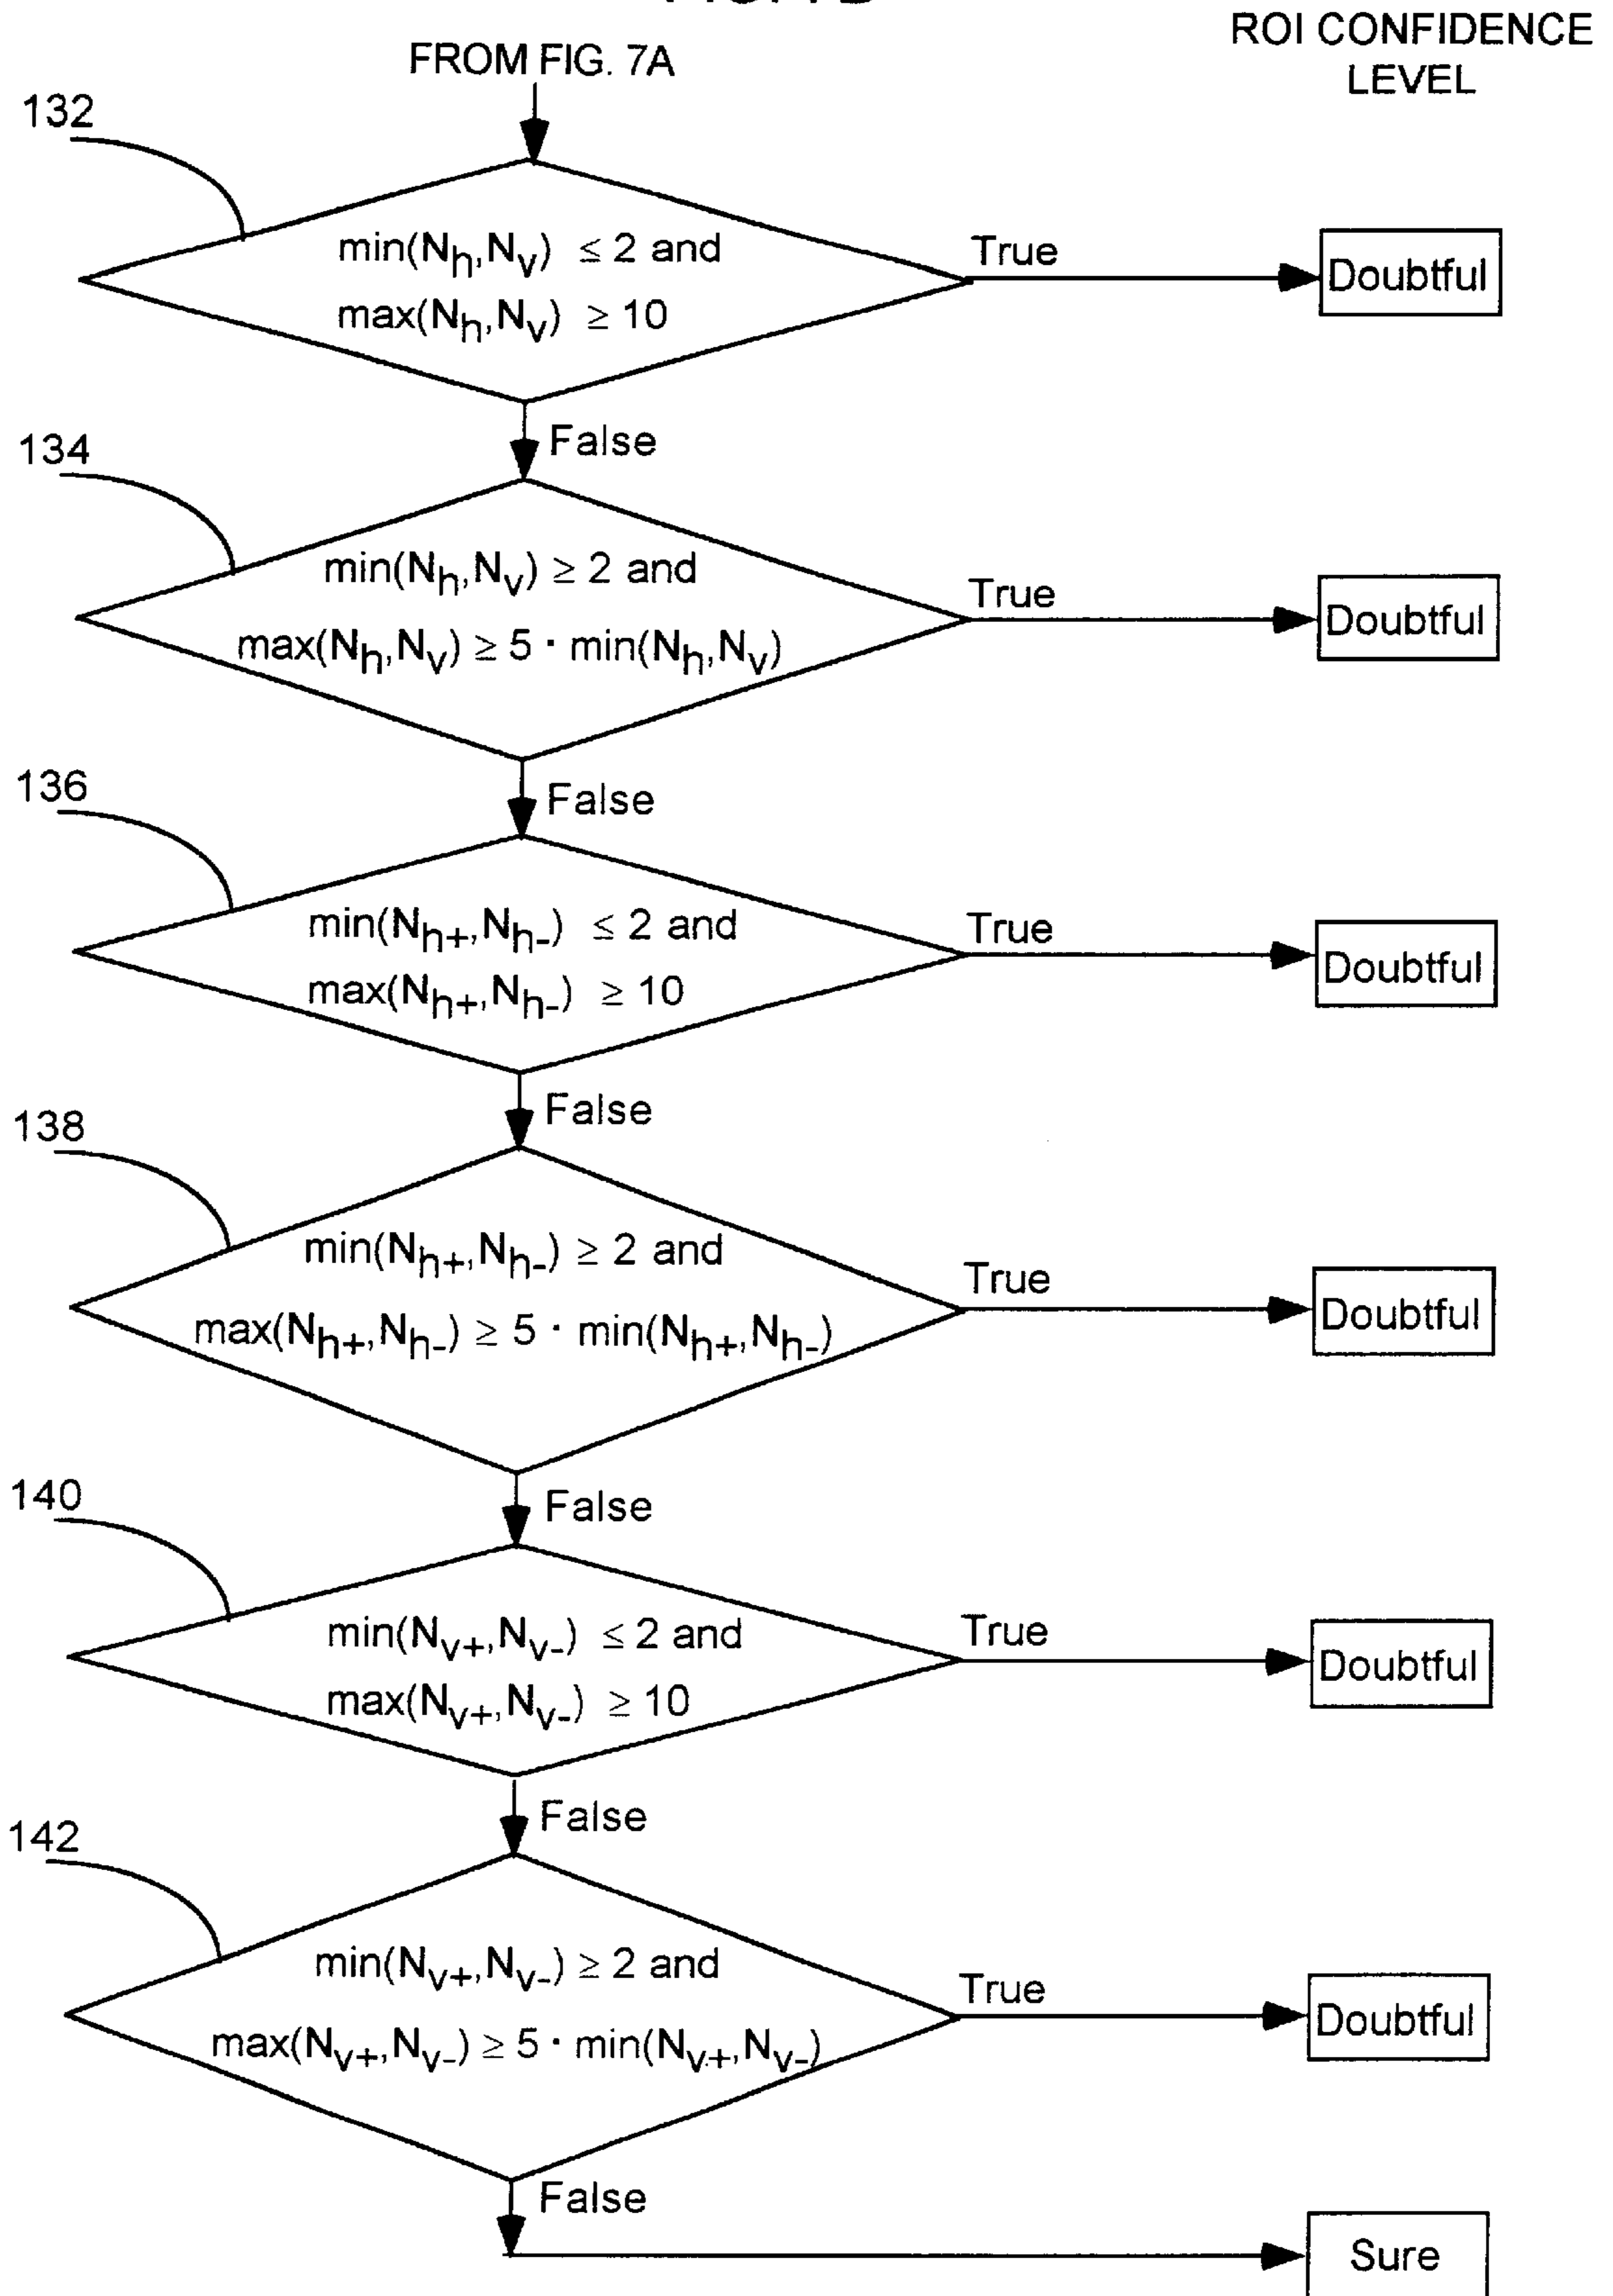 FROM FIG. 7A
ROI CONFIDENCE
LEVEL
132
min(Nh,Nv) ≤ 2 and
max(Nh,Nv) ≥ 10
True
Doubtful
False
134
min(Nh,Nv) ≥ 2 and
max(Nh,Nv) ≥ 5 · min(Nh,Nv)
True
Doubtful
False
136
min(Nh+,Nh-) ≤ 2 and
max(Nh+,Nh-) ≥ 10
True
Doubtful
False
138
min(Nh+,Nh-) ≥ 2 and
max(Nh+,Nh-) ≥ 5 · min(Nh+,Nh-)
True
Doubtful
False
140
min(Nv+,Nv-) ≤ 2 and
max(Nv+,Nv-) ≥ 10
True
Doubtful
False
142
min(Nv+,Nv-) ≥ 2 and
max(Nv+,Nv-) ≥ 5 · min(Nv+,Nv-)
True
Doubtful
False
Sure